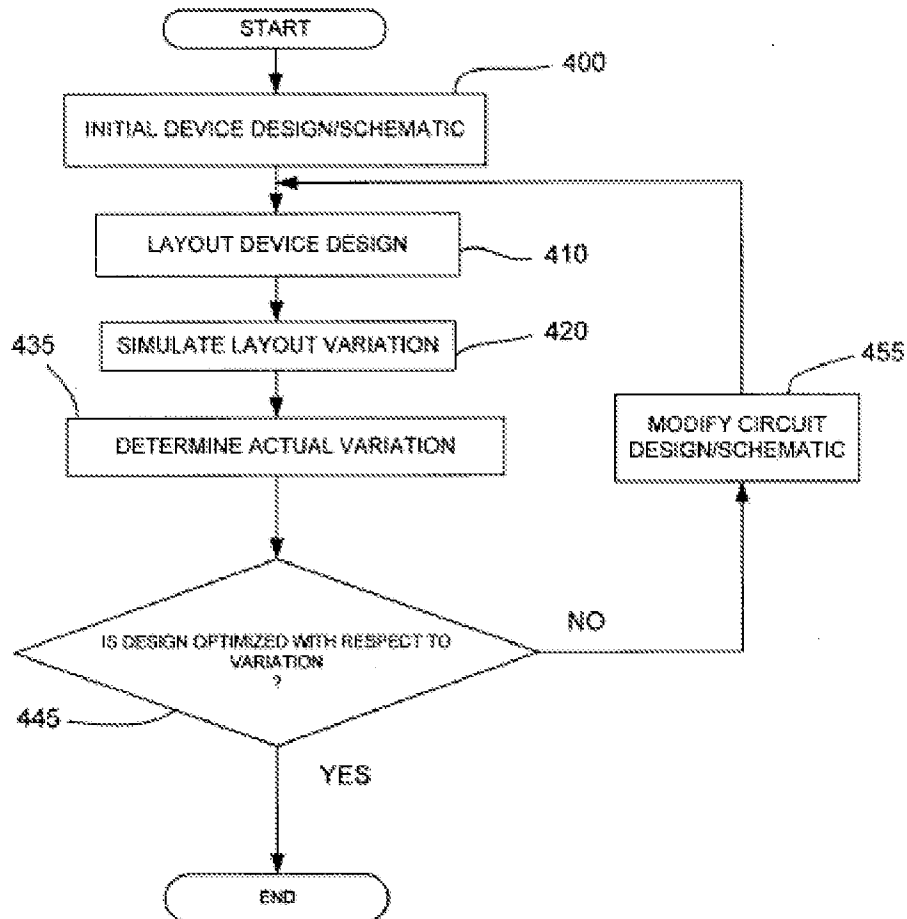 START
400
INITIAL DEVICE DESIGN/SCHEMATIC
LAYOUT DEVICE DESIGN
410
SIMULATE LAYOUT VARIATION
420
435
DETERMINE ACTUAL VARIATION
455
MODIFY CIRCUIT
DESIGN/SCHEMATIC
IS DESIGN OPTIMIZED WITH RESPECT TO
VARIATION
?
NO
445
YES
END